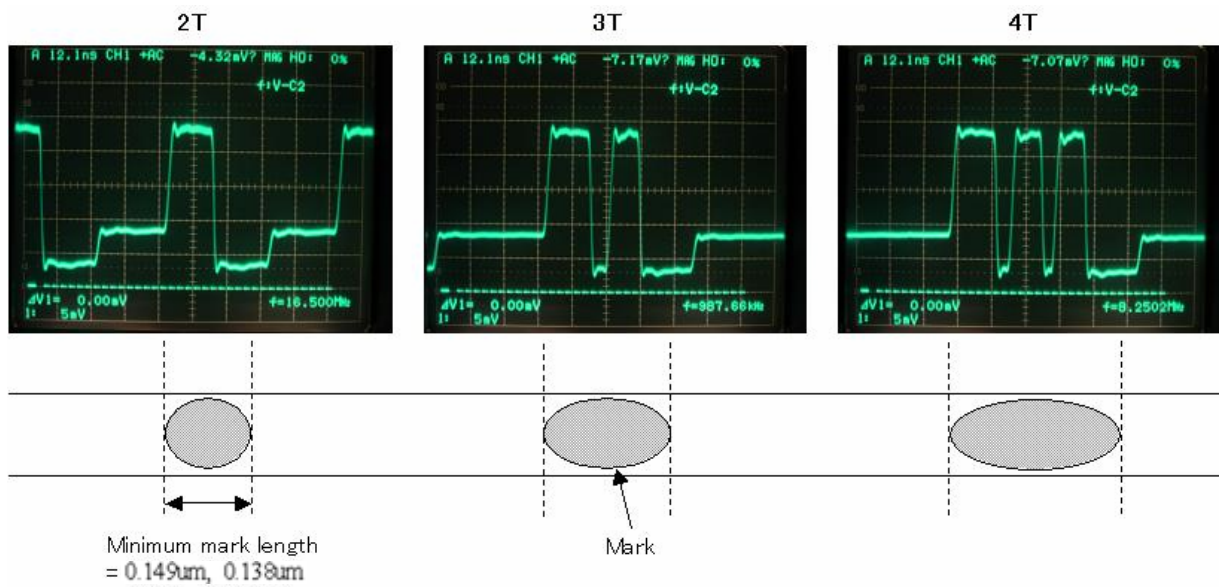 2T
3T
4T
A 12.1ns CH1 +AC -4.32mV? MAG HO: 0%
f:V-C2
⊿V1= 0.00mV f=16.500MHz
1: 5mV
A 12.1ns CH1 +AC -7.17mV? MAG HO: 0%
f:V-C2
⊿V1= 0.00mV f=987.66kHz
1: 5mV
A 12.1ns CH1 +AC -7.07mV? MAG HO: 0%
f:V-C2
⊿V1= 0.00mV f=8.2502MHz
1: 5mV
Minimum mark length
= 0.149um, 0.138um
Mark